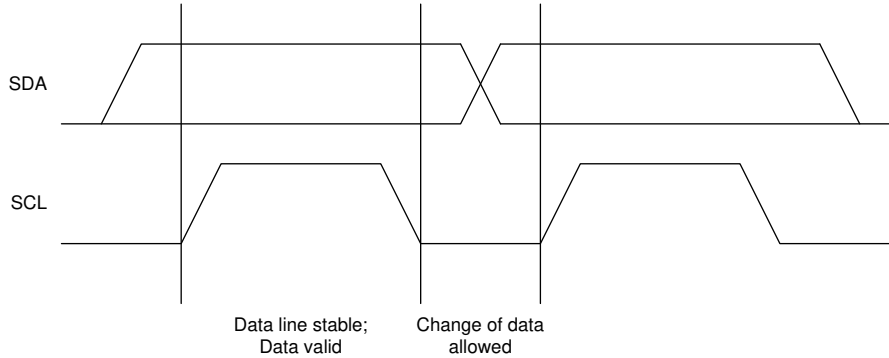 SDA
SCL
Data line stable;
Data valid
Change of data
allowed